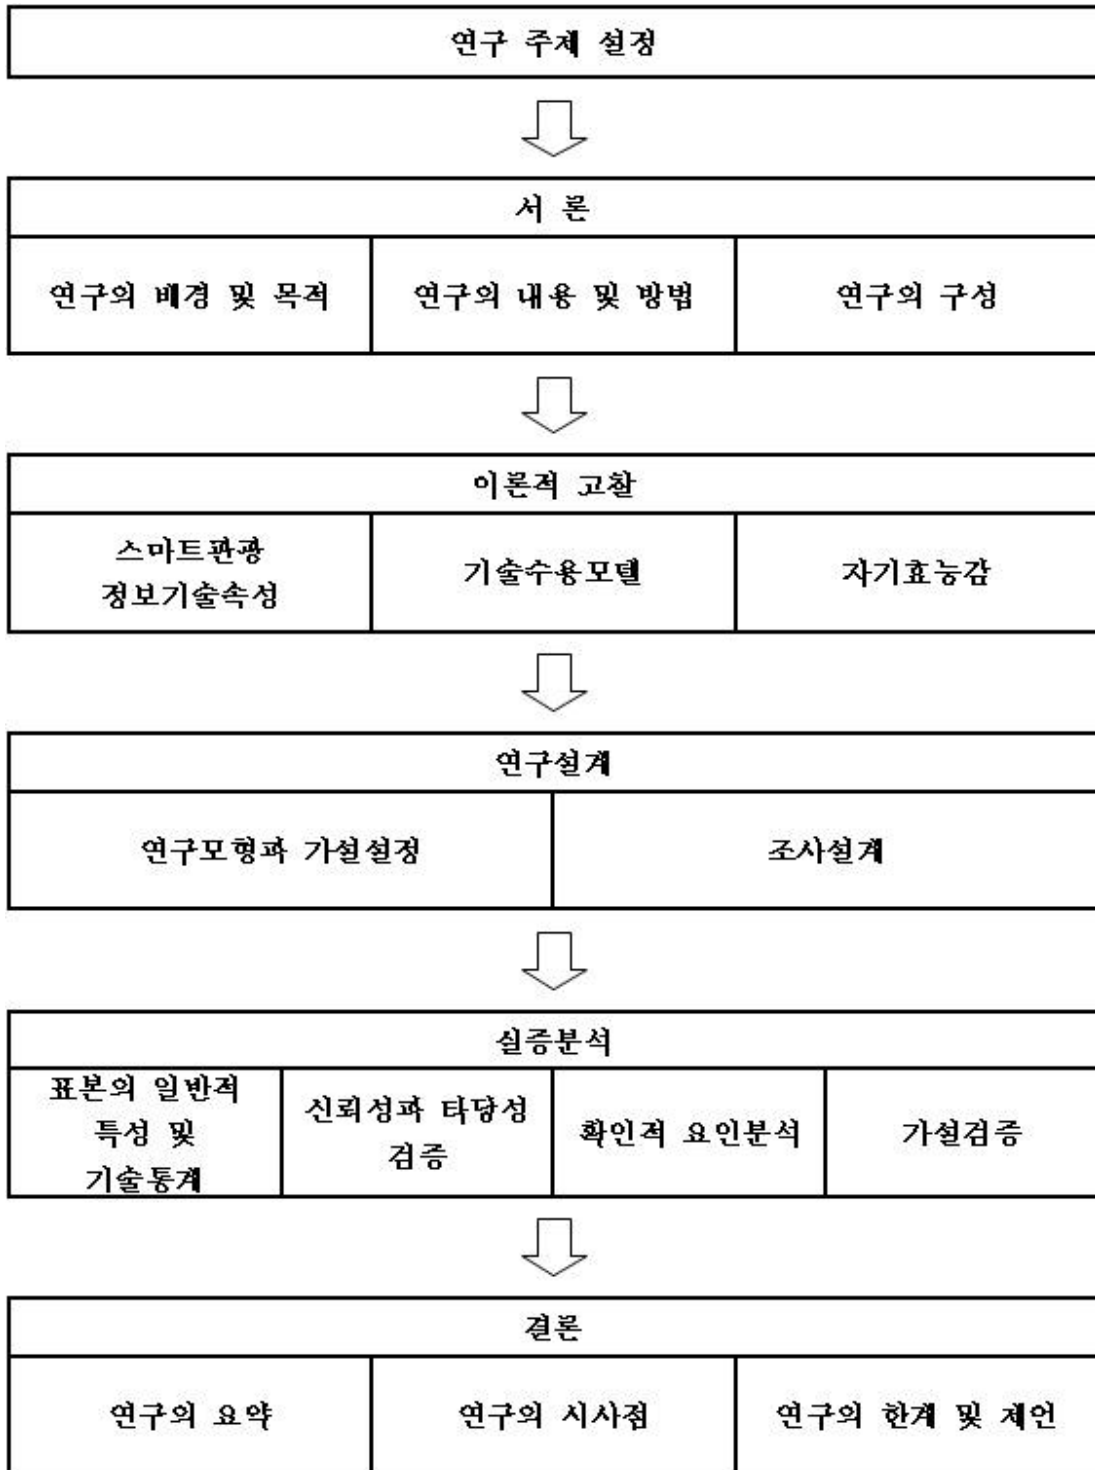 연구 주제 설정
서 론
연구의 배경 및 목적
연구의 내용 및 방법
연구의 구성
이론적 고찰
스마트관광
정보기술속성
기술수용모델
자기효능감
연구설계
연구모형과 가설설정
조사설계
실증분석
표본의 일반적
특성 및
기술통계
신뢰성과 타당성
검증
확인적 요인분석
가설검증
결론
연구의 요약
연구의 시사점
연구의 한계 및 제언